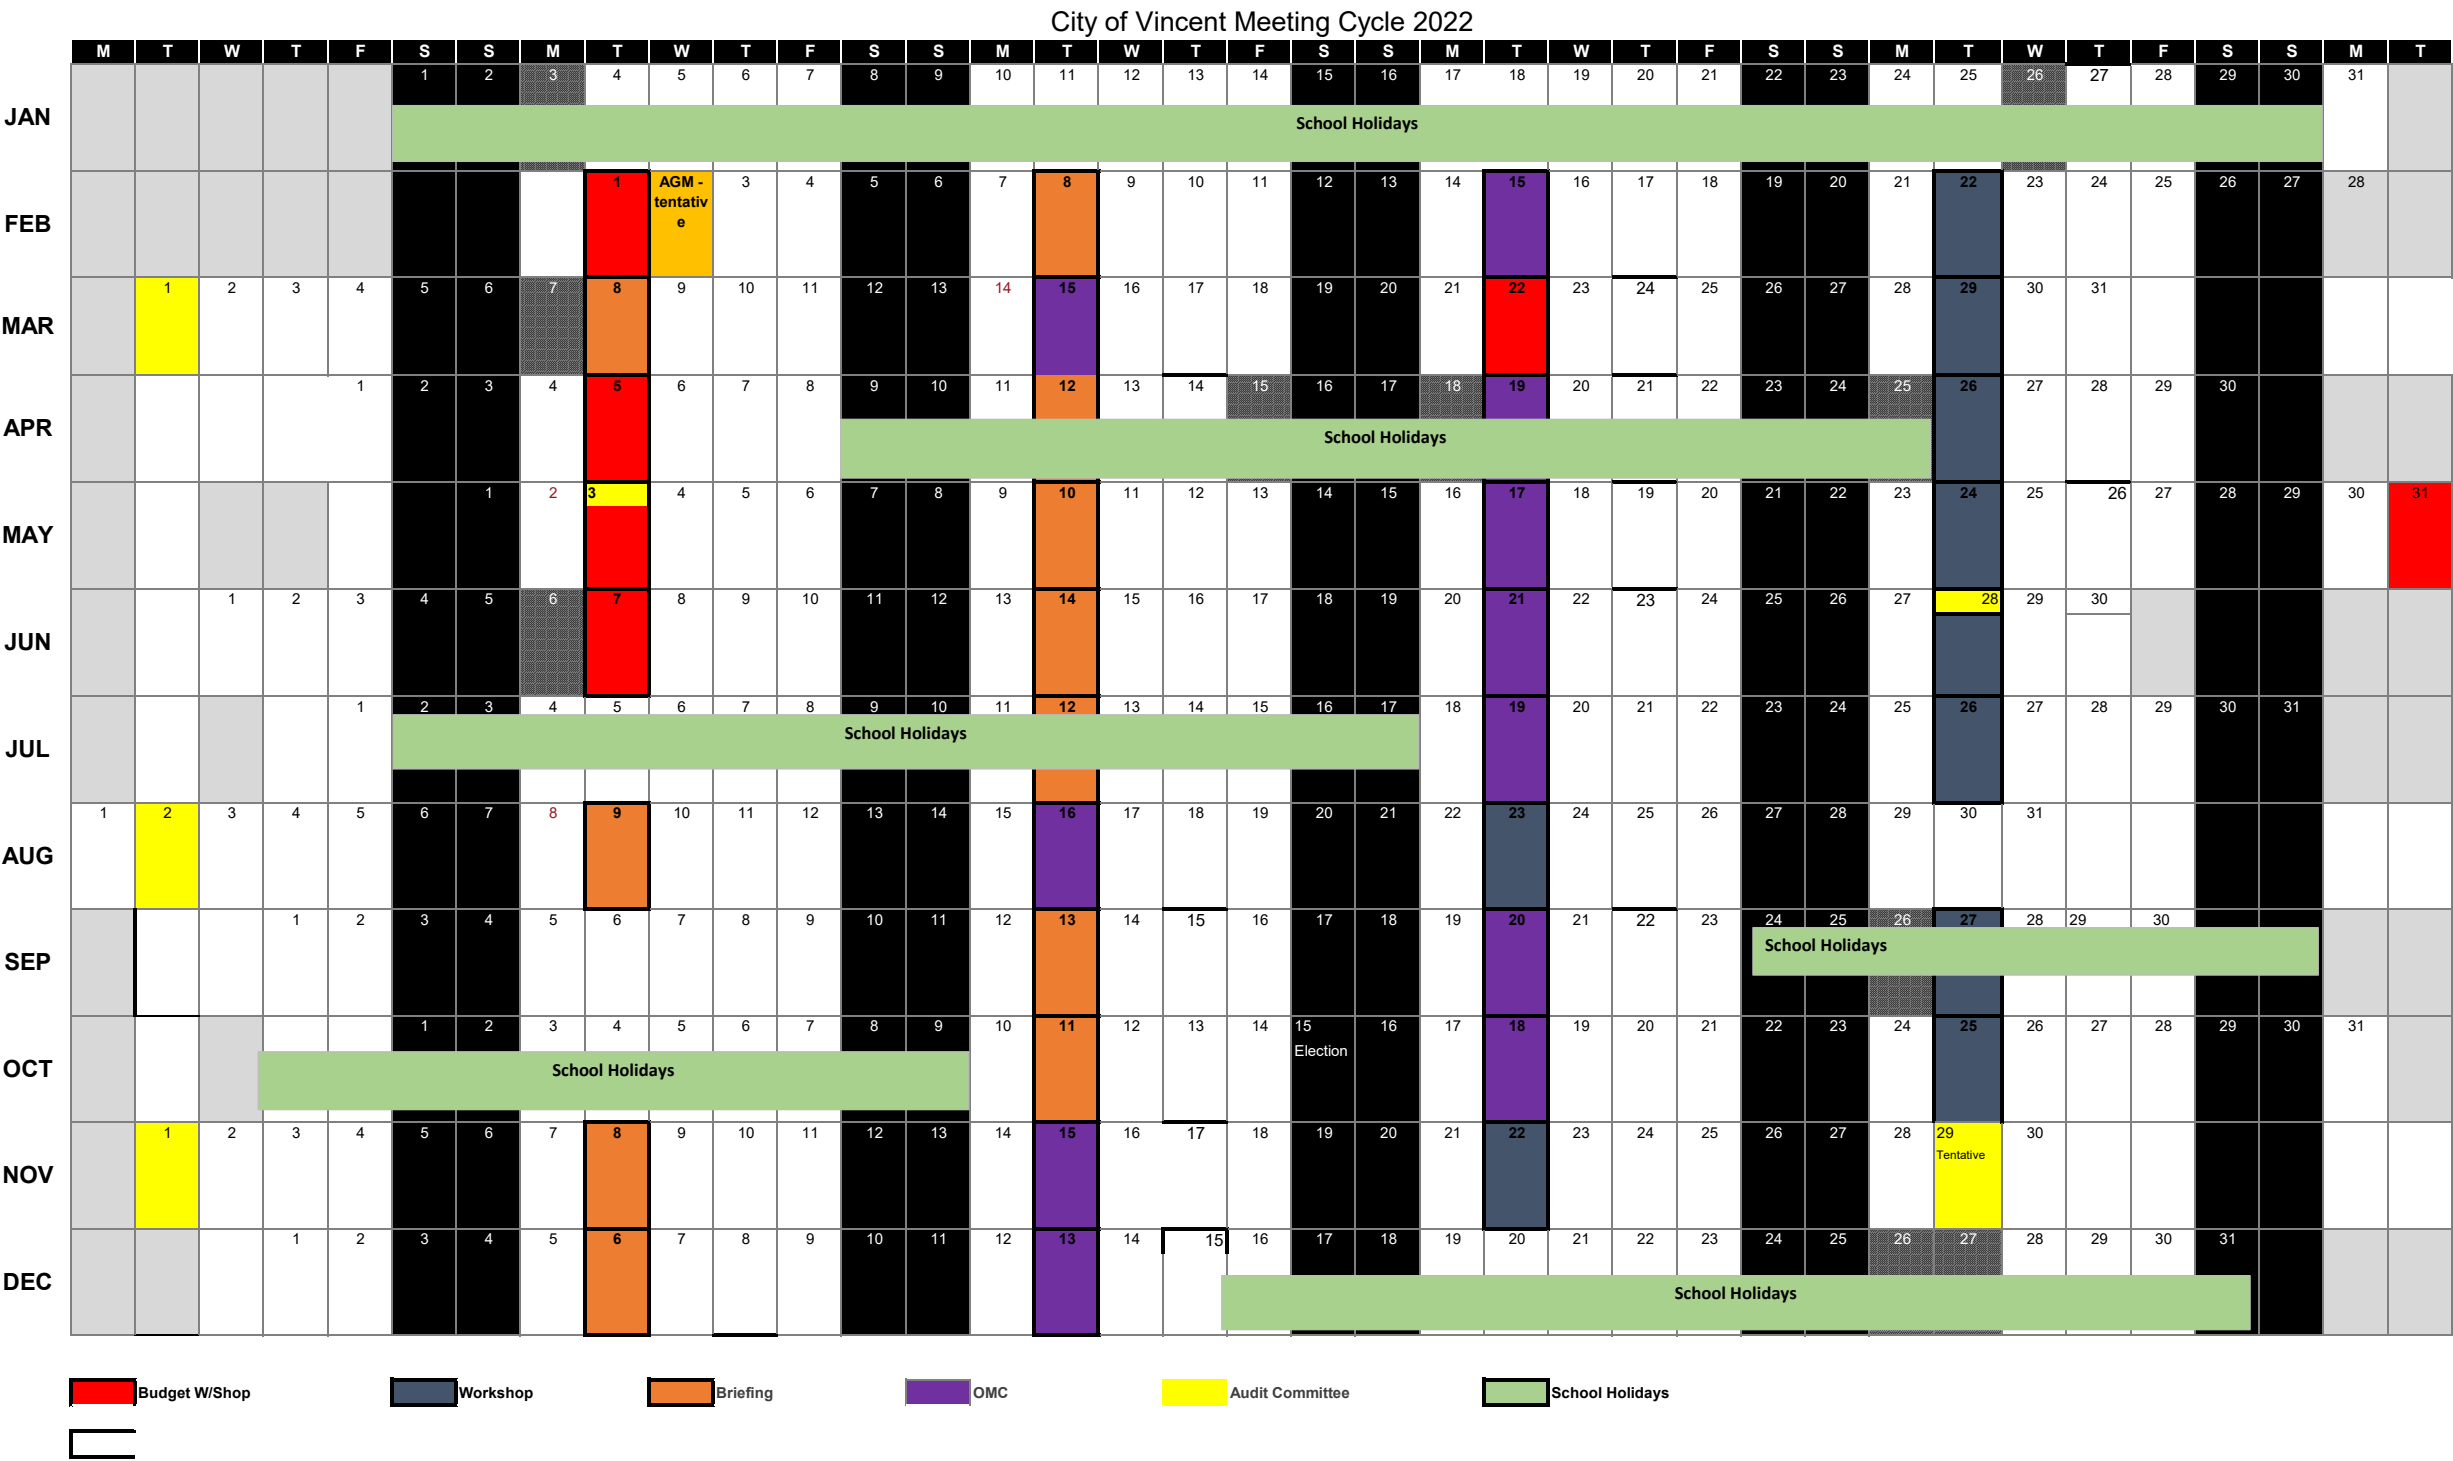 City of Vincent Meeting Cycle 2022
M T W T F S S M T W T F S S M T W T F S S M T W T F S S M T W T F S S M T
JAN 1 2 3 4 5 6 7 8 9 10 11 12 13 14 15 16 17 18 19 20 21 22 23 24 25 26 27 28 29 30 31
School Holidays
FEB 1 AGM - tentativ e 3 4 5 6 7 8 9 10 11 12 13 14 15 16 17 18 19 20 21 22 23 24 25 26 27 28
MAR 1 2 3 4 5 6 7 8 9 10 11 12 13 14 15 16 17 18 19 20 21 22 23 24 25 26 27 28 29 30 31
APR 1 2 3 4 5 6 7 8 9 10 11 12 13 14 15 16 17 18 19 20 21 22 23 24 25 26 27 28 29 30
School Holidays
MAY 1 2 3 4 5 6 7 8 9 10 11 12 13 14 15 16 17 18 19 20 21 22 23 24 25 26 27 28 29 30 31
JUN 1 2 3 4 5 6 7 8 9 10 11 12 13 14 15 16 17 18 19 20 21 22 23 24 25 26 27 28 29 30
JUL 1 2 3 4 5 6 7 8 9 10 11 12 13 14 15 16 17 18 19 20 21 22 23 24 25 26 27 28 29 30 31
School Holidays
AUG 1 2 3 4 5 6 7 8 9 10 11 12 13 14 15 16 17 18 19 20 21 22 23 24 25 26 27 28 29 30 31
SEP 1 2 3 4 5 6 7 8 9 10 11 12 13 14 15 16 17 18 19 20 21 22 23 24 25 26 27 28 29 30
School Holidays
OCT 1 2 3 4 5 6 7 8 9 10 11 12 13 14 15 16 17 18 19 20 21 22 23 24 25 26 27 28 29 30 31
Election
School Holidays
NOV 1 2 3 4 5 6 7 8 9 10 11 12 13 14 15 16 17 18 19 20 21 22 23 24 25 26 27 28 29 30
Tentative
DEC 1 2 3 4 5 6 7 8 9 10 11 12 13 14 15 16 17 18 19 20 21 22 23 24 25 26 27 28 29 30 31
School Holidays
Budget W/Shop Workshop Briefing OMC Audit Committee School Holidays